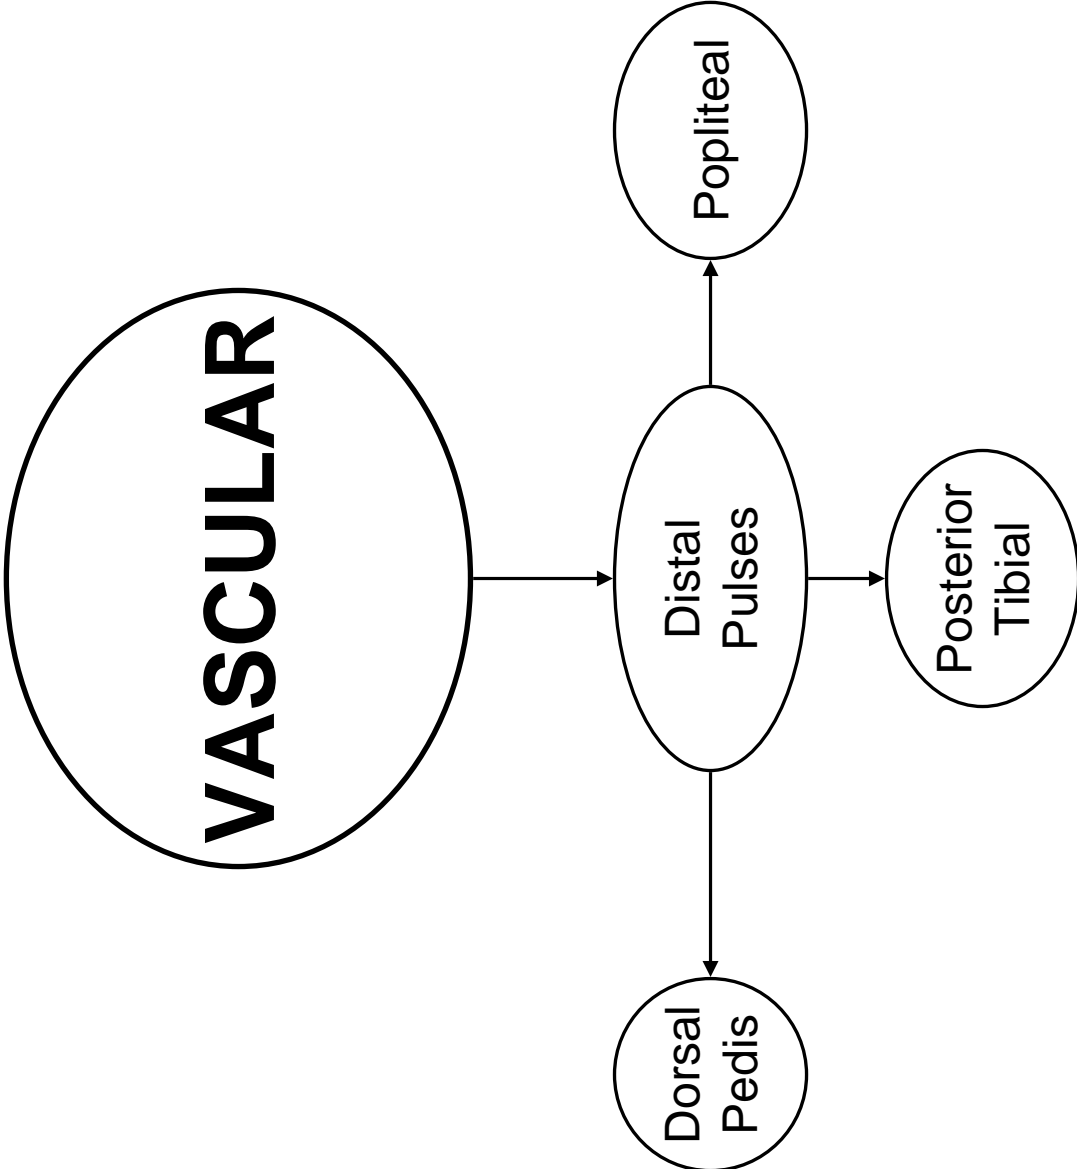 VASCULAR
Distal
Pulses
Dorsal
Pedis
Posterior
Tibial
Popliteal